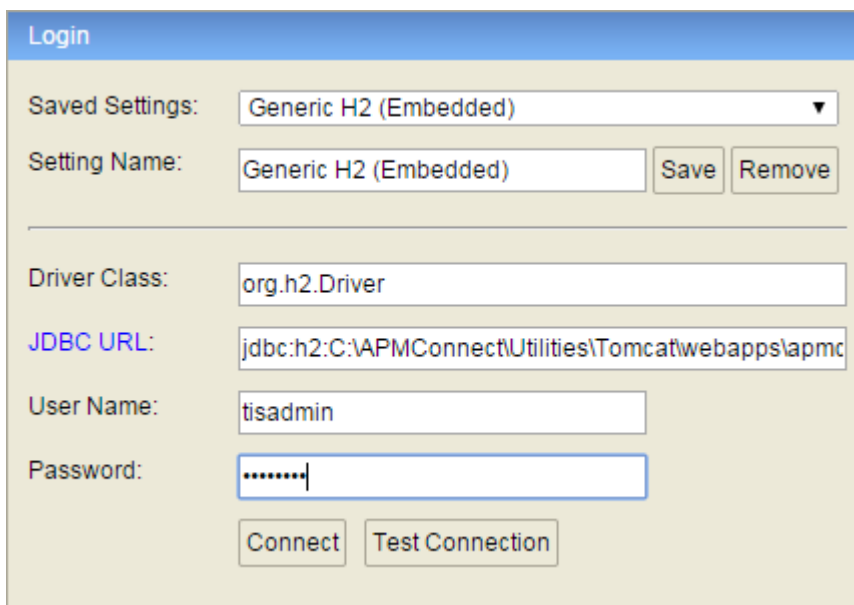 Login
Saved Settings: Generic H2 (Embedded)
Setting Name: Generic H2 (Embedded) Save Remove
Driver Class: org.h2.Driver
JDBC URL: jdbc:h2:C:\APMConnect\Utilities\Tomcat\webapps\apmc
User Name: tisadmin
Password: ••••••••
Connect Test Connection